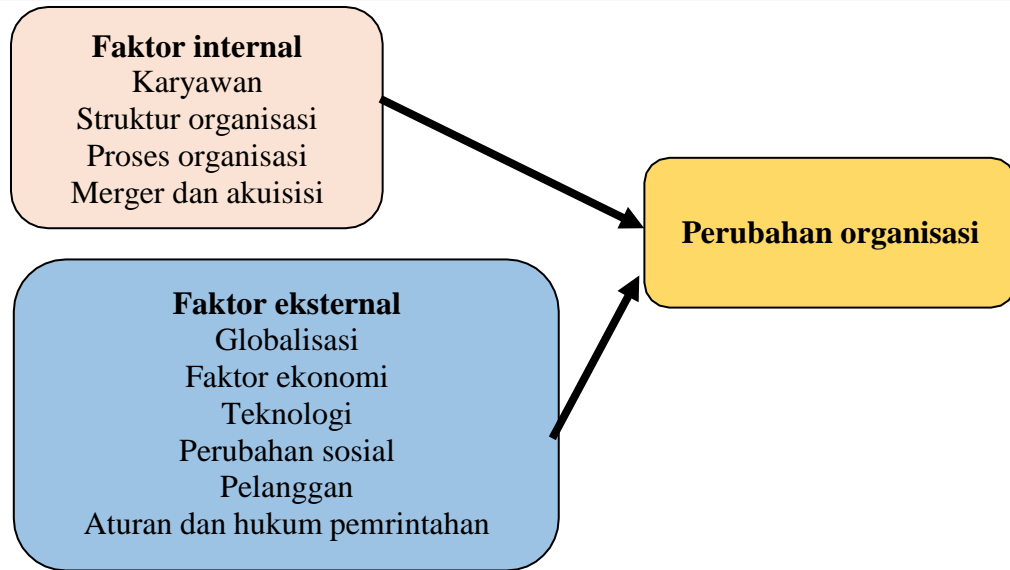 Faktor internal
Karyawan
Struktur organisasi
Proses organisasi
Merger dan akuisisi
Perubahan organisasi
Faktor eksternal
Globalisasi
Faktor ekonomi
Teknologi
Perubahan sosial
Pelanggan
Aturan dan hukum pemrintahan